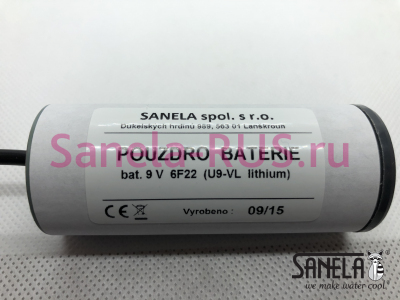 SANELA spol. s r.o.
Dukelských hrdinů 989, 563 01 Lanškroun
Sanela-RUS.ru
POUZDRO BATERIE
bat. 9 V 6F22 (U9-VL lithium)
CE
Vyrobeno : 09/15
SANELA
we make water cool.